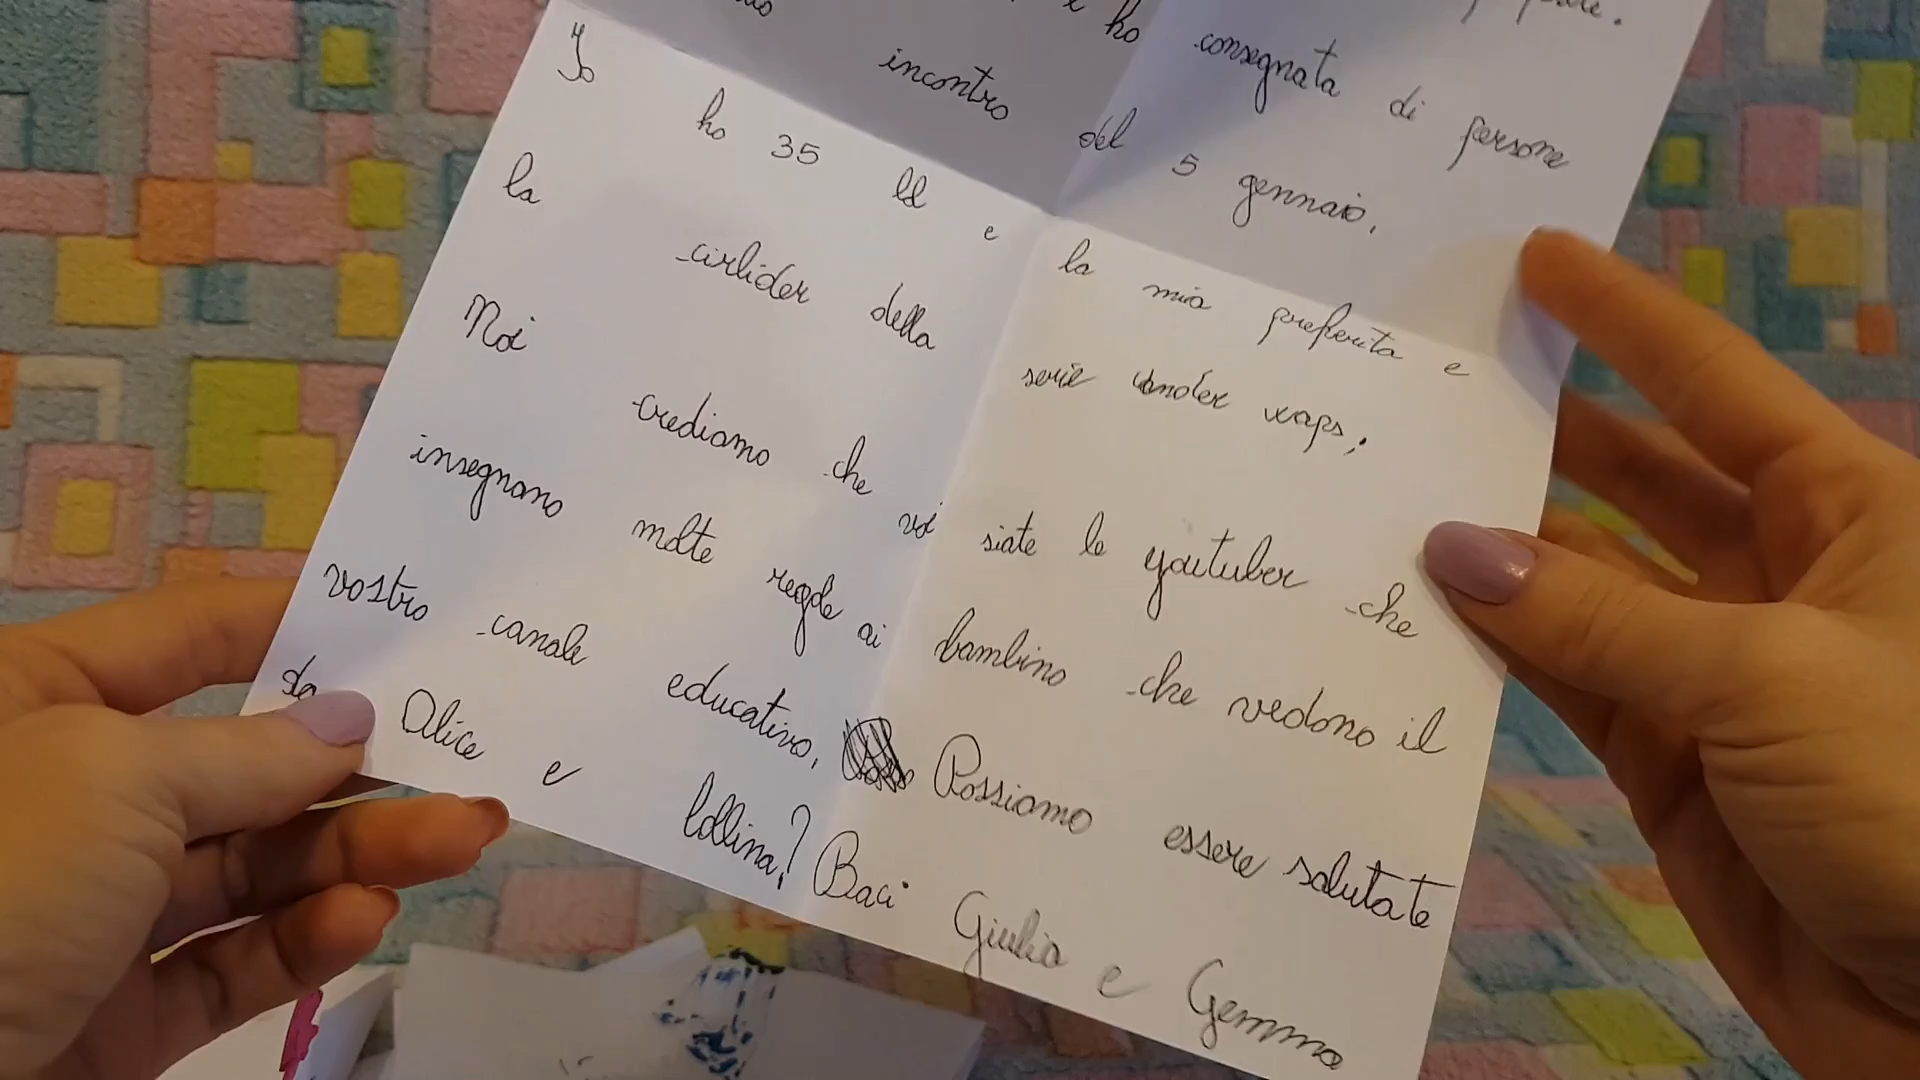 ho consegnata di persone
incontro del 5 gennaio,
Io ho 35 lol e la mia preferita e
la cirlider della serie under xaps;
Noi crediamo che voi siate le youtuber che
insegnano molte regole ai bambino che vedono il
vostro canale educativo, Possiamo essere salutate
da Alice e lollina? Baci Giulia e Gemma